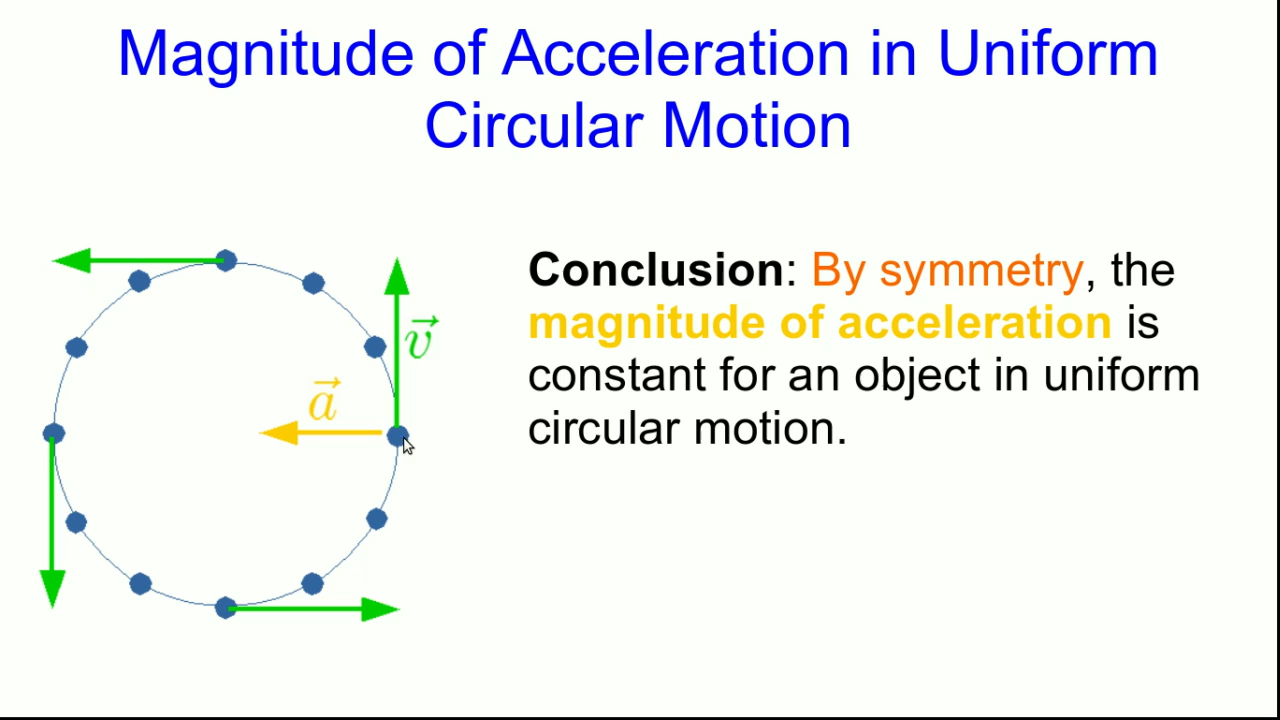 Magnitude of Acceleration in Uniform
Circular Motion
Conclusion: By symmetry, the
magnitude of acceleration is
constant for an object in uniform
circular motion.
v⃗
a⃗